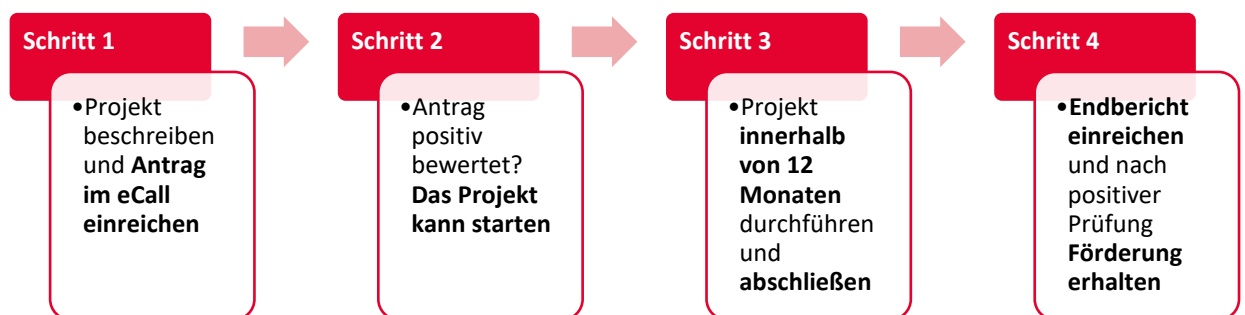 Schritt 1
•Projekt
beschreiben
und Antrag
im eCall
einreichen
Schritt 2
•Antrag
positiv
bewertet?
Das Projekt
kann starten
Schritt 3
•Projekt
innerhalb
von 12
Monaten
durchführen
und
abschließen
Schritt 4
•Endbericht
einreichen
und nach
positiver
Prüfung
Förderung
erhalten